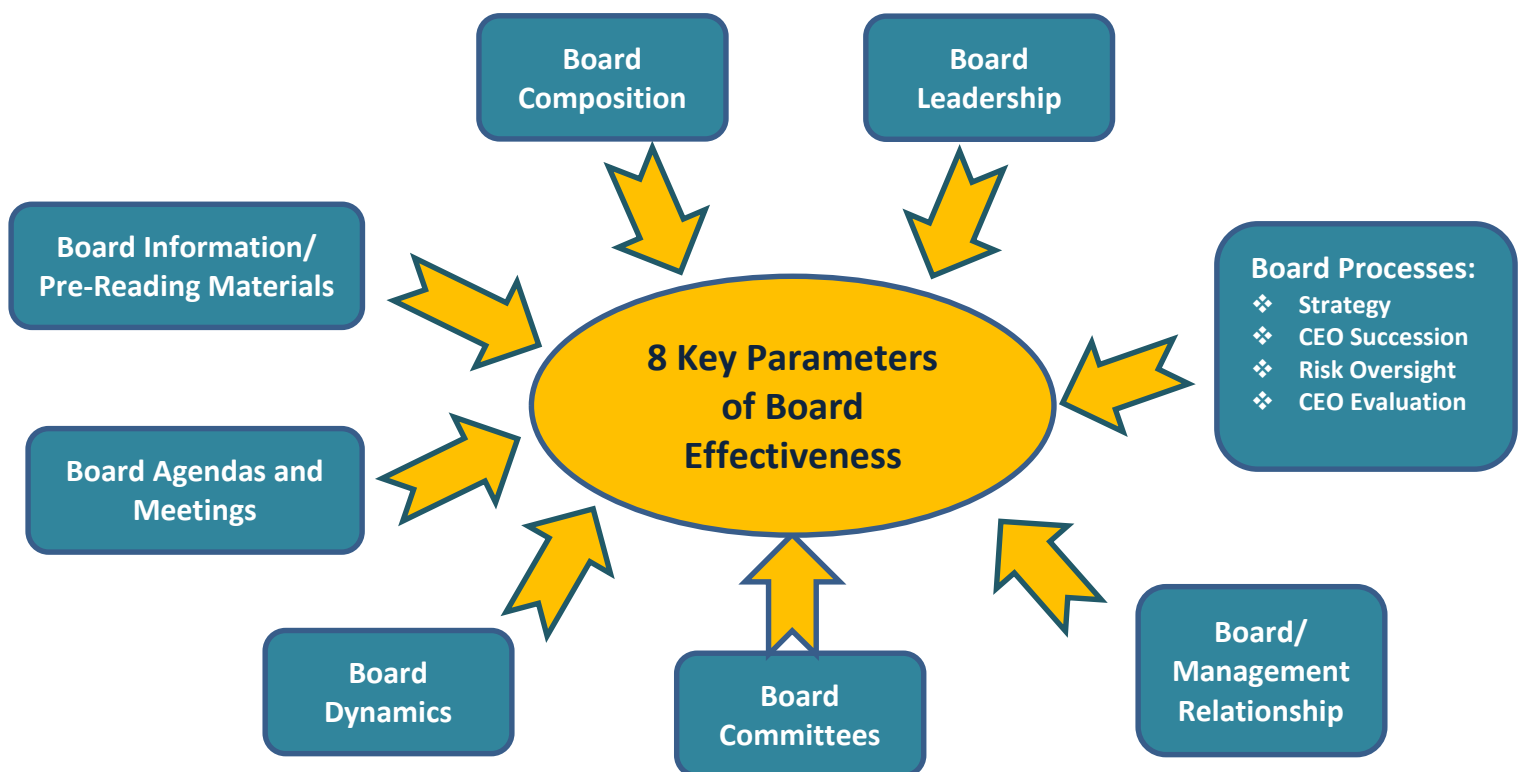 Board
Composition
Board
Leadership
Board Information/
Pre-Reading Materials
Board Processes:
❖ Strategy
❖ CEO Succession
❖ Risk Oversight
❖ CEO Evaluation
8 Key Parameters
of Board
Effectiveness
Board Agendas and
Meetings
Board
Dynamics
Board
Committees
Board/
Management
Relationship